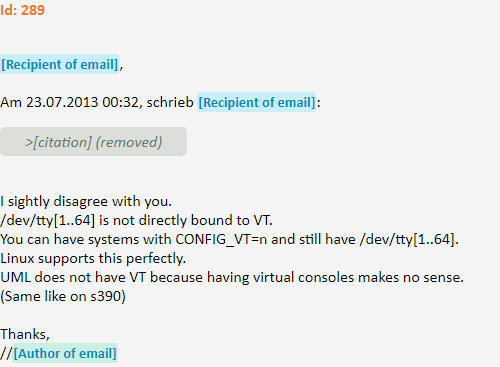 Id: 289
[Recipient of email],
Am 23.07.2013 00:32, schrieb [Recipient of email]:
>[citation] (removed)
I sightly disagree with you.
/dev/tty[1..64] is not directly bound to VT.
You can have systems with CONFIG_VT=n and still have /dev/tty[1..64].
Linux supports this perfectly.
UML does not have VT because having virtual consoles makes no sense.
(Same like on s390)
Thanks,
//[Author of email]